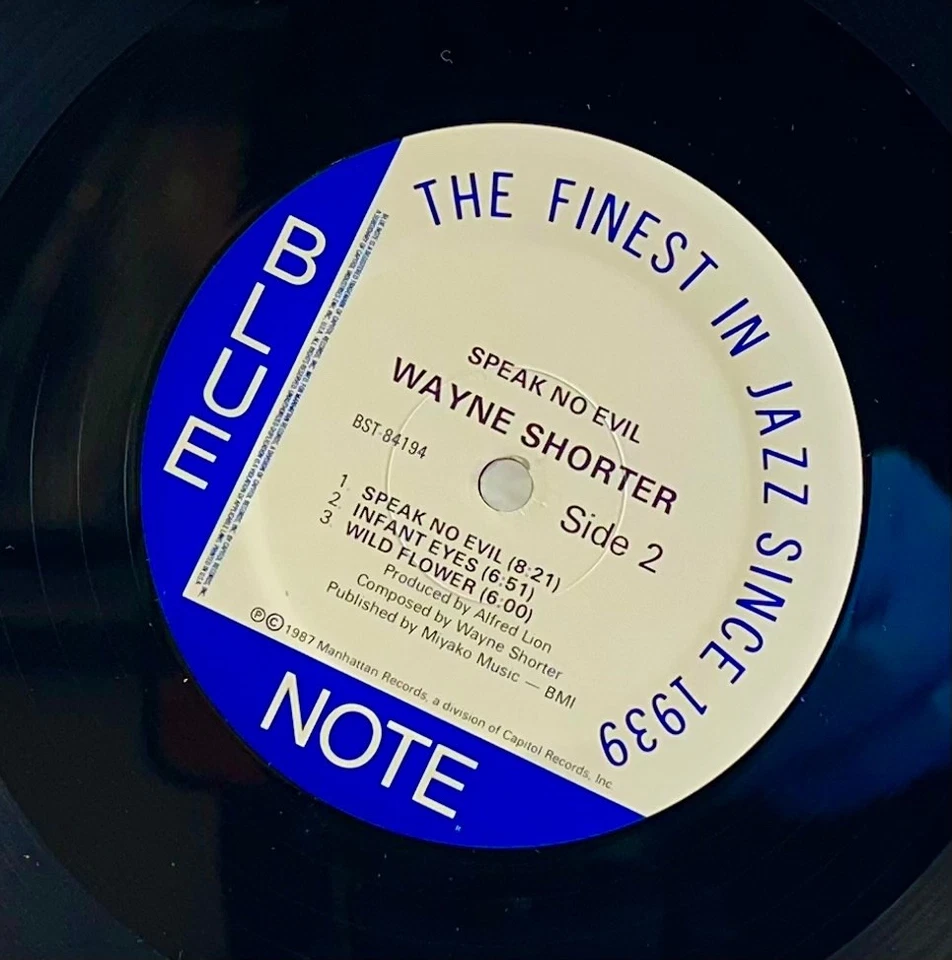 THE FINEST IN JAZZ SINCE 1939
BLUE
NOTE
SPEAK NO EVIL
WAYNE SHORTER
BST-84194
Side 2
1. SPEAK NO EVIL (8:21)
2. INFANT EYES (6:51)
3. WILD FLOWER (6:00)
Produced by Alfred Lion
Composed by Wayne Shorter
Published by Miyako Music — BMI
℗©1987 Manhattan Records, a division of Capitol Records, Inc.